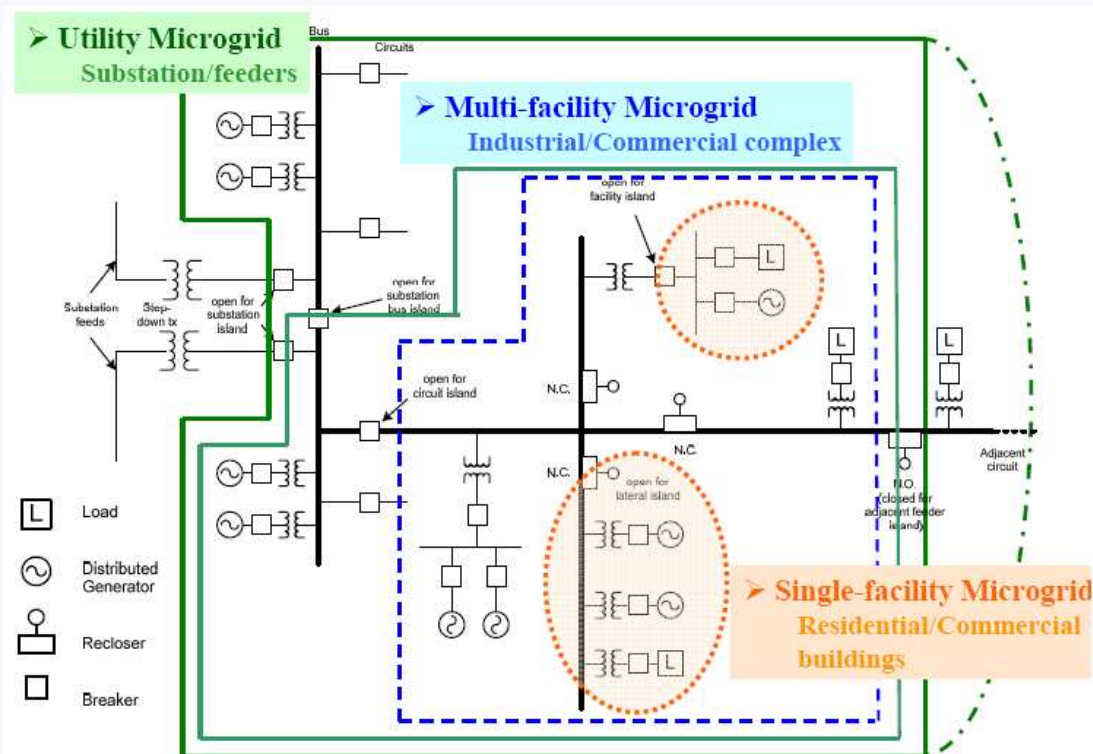 ➤ Utility Microgrid
Substation/feeders
Bus
Circuits
➤ Multi-facility Microgrid
Industrial/Commercial complex
open for
facility island
L
Substation
feeds
Step-
down tx
open for
substation
island
open for
substation
bus island
L
L
open for
circuit island
N.C.
N.C.
N.C.
open for
lateral island
Adjacent
circuit
N.O.
(closed for
adjacent feeder
island)
L
Load
Distributed
Generator
Recloser
Breaker
L
➤ Single-facility Microgrid
Residential/Commercial
buildings